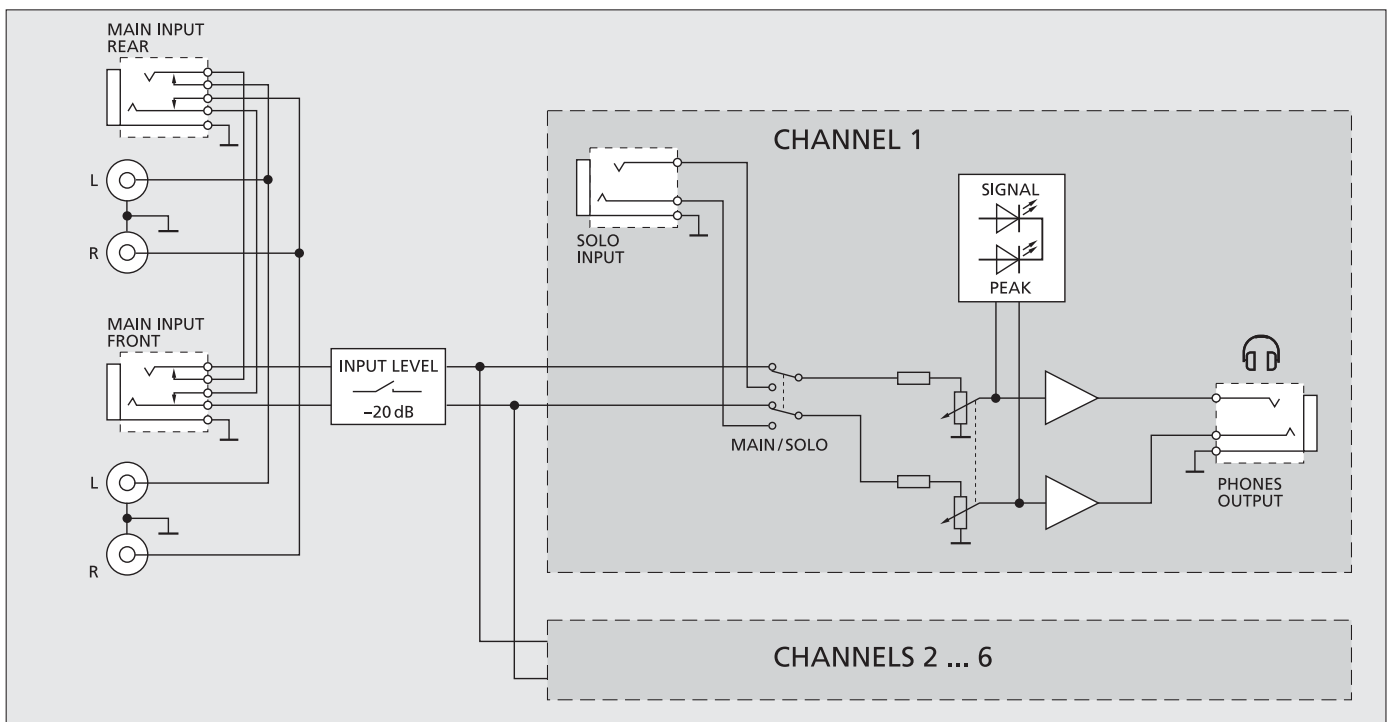 MAIN INPUT
REAR
L
R
MAIN INPUT
FRONT
L
R
INPUT LEVEL
–20 dB
CHANNEL 1
SOLO
INPUT
MAIN/SOLO
SIGNAL
PEAK
PHONES
OUTPUT
CHANNELS 2 ... 6